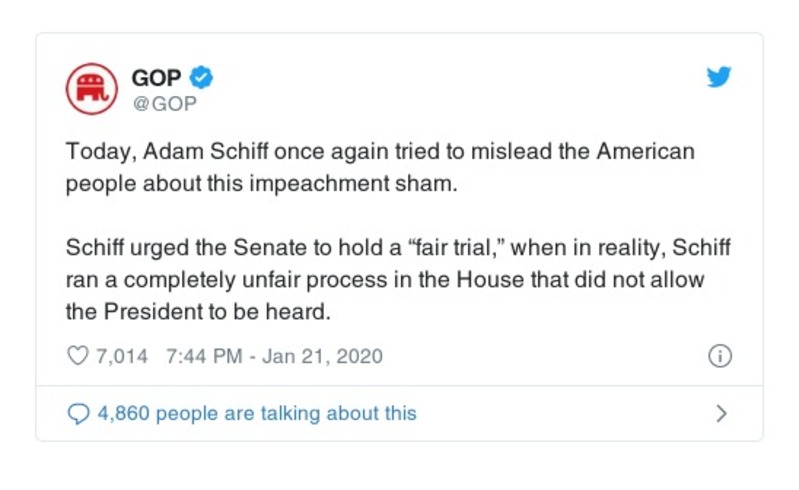 GOP
@GOP
Today, Adam Schiff once again tried to mislead the American
people about this impeachment sham.
Schiff urged the Senate to hold a “fair trial,” when in reality, Schiff
ran a completely unfair process in the House that did not allow
the President to be heard.
7,014 7:44 PM - Jan 21, 2020
4,860 people are talking about this